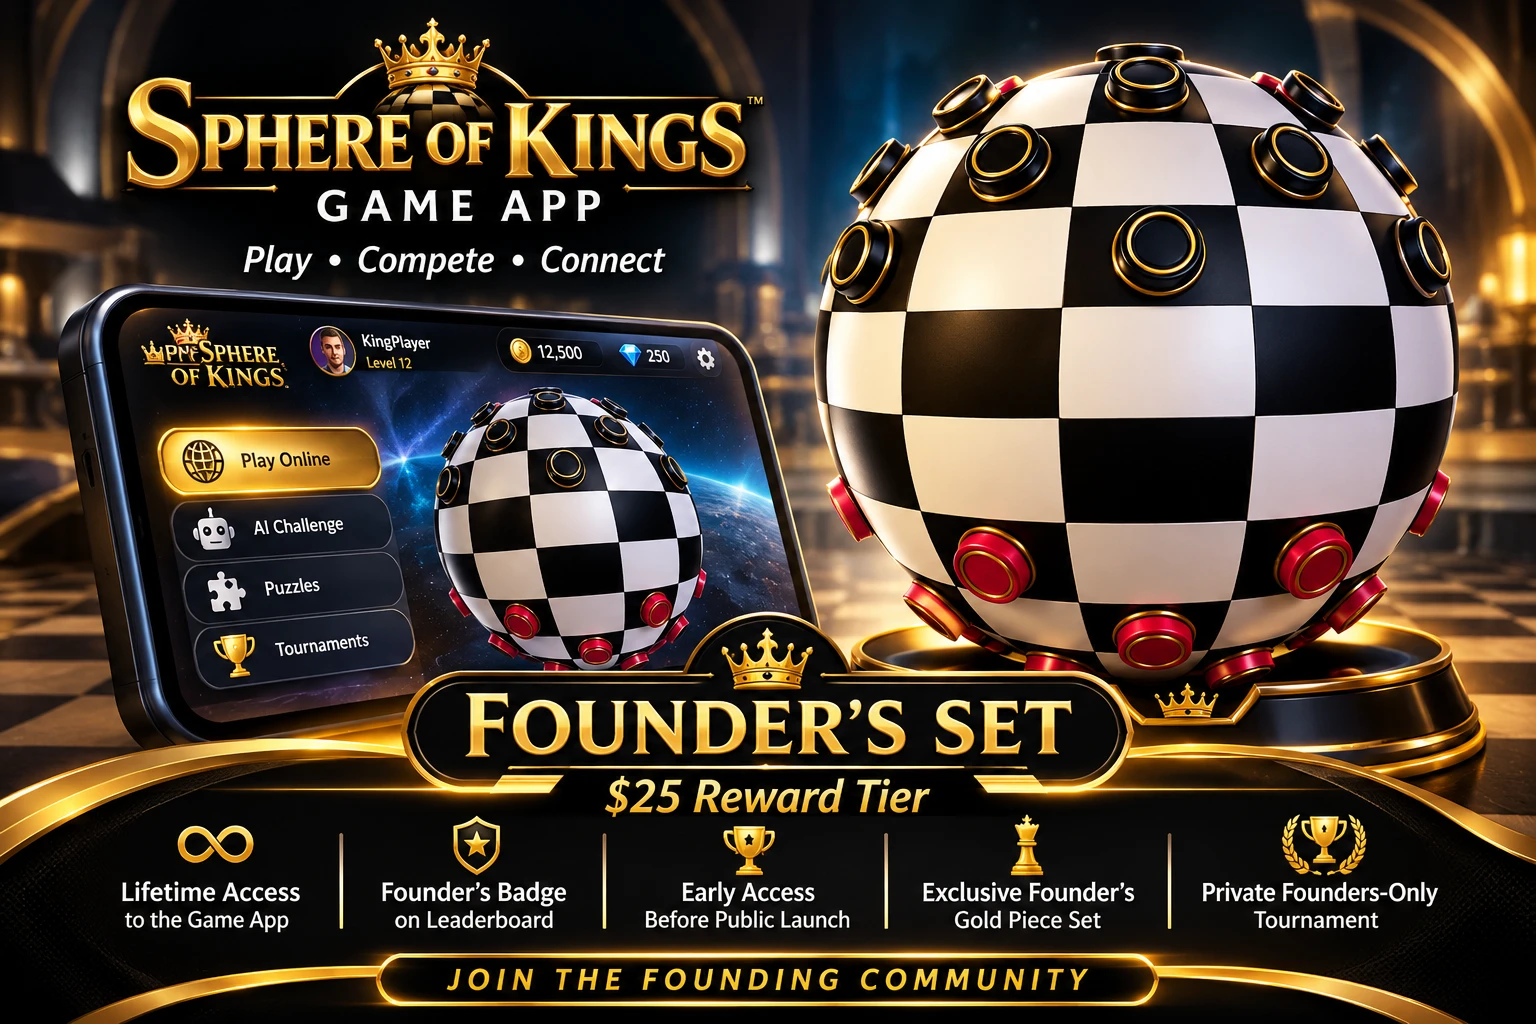 SPHERE OF KINGS™
GAME APP
Play • Compete • Connect
SPHERE
OF KINGS
KingPlayer
Level 12
12,500
250
Play Online
AI Challenge
Puzzles
Tournaments
FOUNDER'S SET
$25 Reward Tier
Lifetime Access
to the Game App
Founder's Badge
on Leaderboard
Early Access
Before Public Launch
Exclusive Founder's
Gold Piece Set
Private Founders-Only
Tournament
JOIN THE FOUNDING COMMUNITY